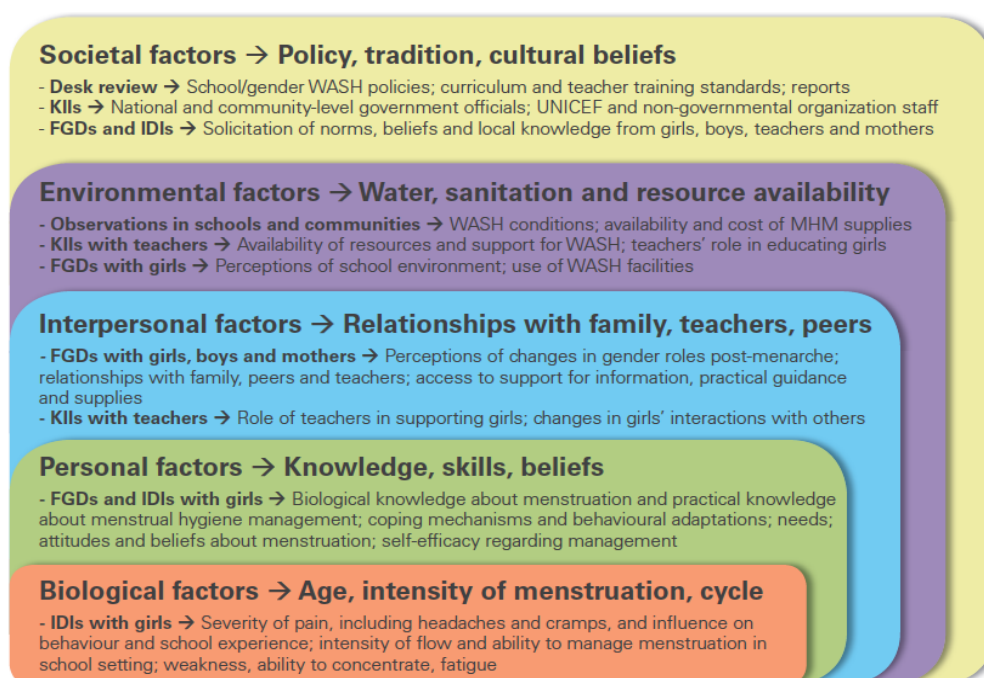 Societal factors → Policy, tradition, cultural beliefs
- Desk review → School/gender WASH policies; curriculum and teacher training standards; reports
- KIIs → National and community-level government officials; UNICEF and non-governmental organization staff
- FGDs and IDIs → Solicitation of norms, beliefs and local knowledge from girls, boys, teachers and mothers
Environmental factors → Water, sanitation and resource availability
- Observations in schools and communities → WASH conditions; availability and cost of MHM supplies
- KIIs with teachers → Availability of resources and support for WASH; teachers’ role in educating girls
- FGDs with girls → Perceptions of school environment; use of WASH facilities
Interpersonal factors → Relationships with family, teachers, peers
- FGDs with girls, boys and mothers → Perceptions of changes in gender roles post-menarche;
relationships with family, peers and teachers; access to support for information, practical guidance
and supplies
- KIIs with teachers → Role of teachers in supporting girls; changes in girls’ interactions with others
Personal factors → Knowledge, skills, beliefs
- FGDs and IDIs with girls → Biological knowledge about menstruation and practical knowledge
about menstrual hygiene management; coping mechanisms and behavioural adaptations; needs;
attitudes and beliefs about menstruation; self-efficacy regarding management
Biological factors → Age, intensity of menstruation, cycle
- IDIs with girls → Severity of pain, including headaches and cramps, and influence on
behaviour and school experience; intensity of flow and ability to manage menstruation in
school setting; weakness, ability to concentrate, fatigue